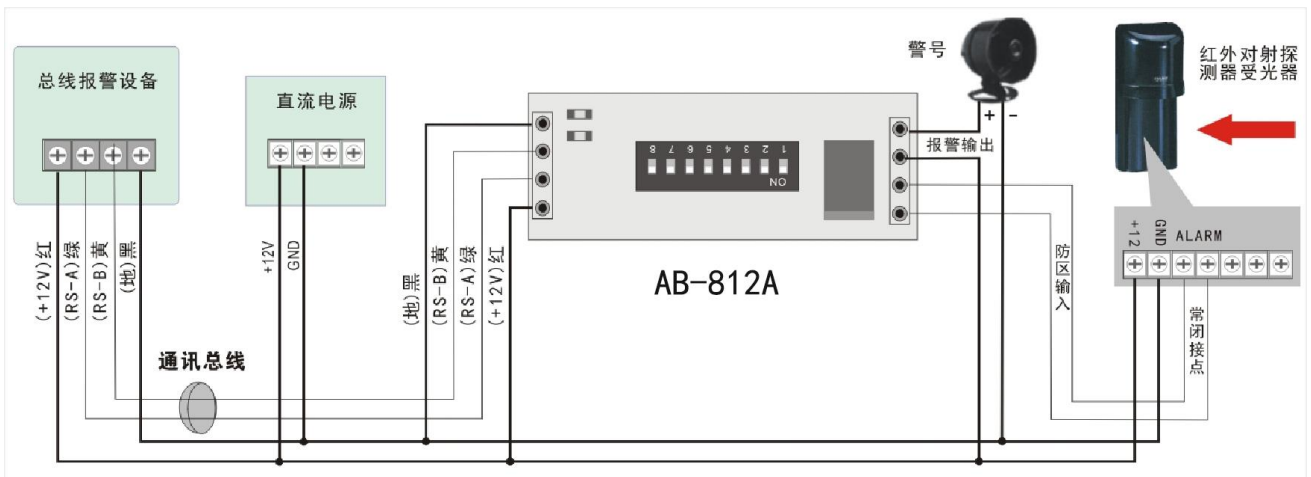 总线报警设备
(+12V)红
(RS-A)绿
(RS-B)黄
(地)黑
通讯总线
直流电源
+12V
GND
(地)黑
(RS-B)黄
(RS-A)绿
(+12V)红
8 7 6 5 4 3 2 1
ON
AB-812A
警号
+ -
报警输出
防区输入
红外对射探
测器受光器
+12
GND
ALARM
常闭接点